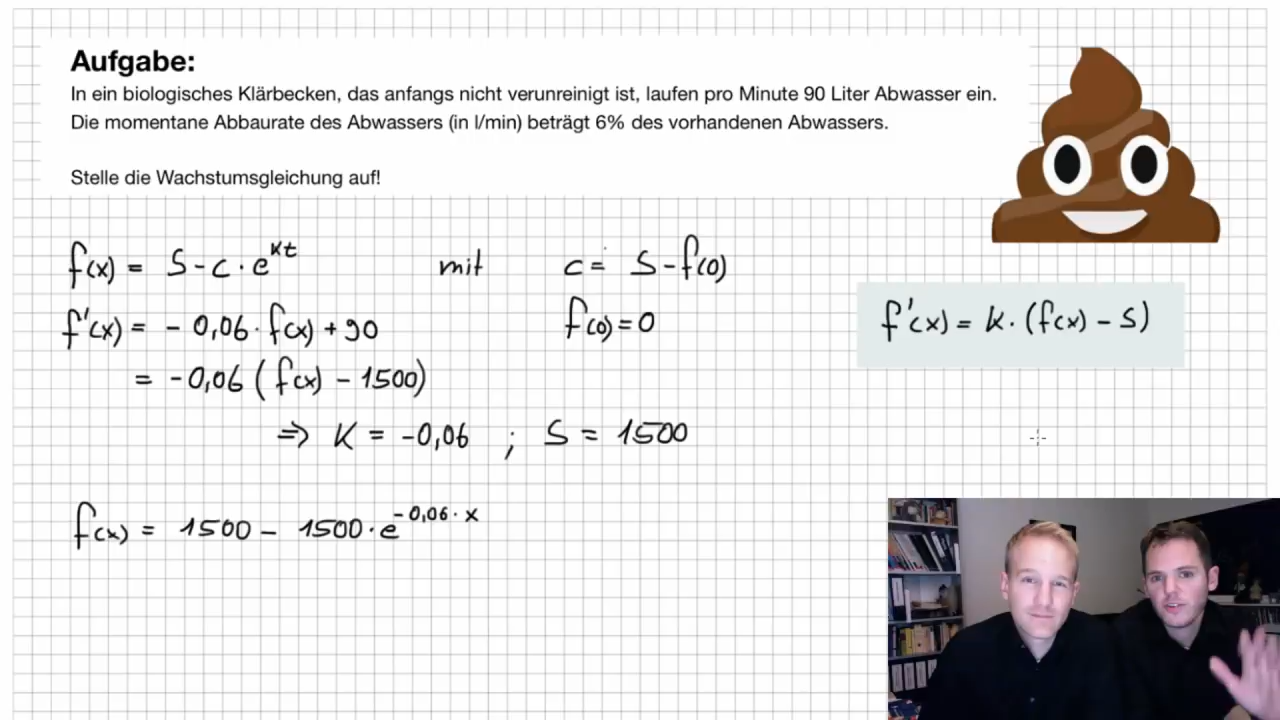 Aufgabe:
In ein biologisches Klärbecken, das anfangs nicht verunreinigt ist, laufen pro Minute 90 Liter Abwasser ein.
Die momentane Abbaurate des Abwassers (in l/min) beträgt 6% des vorhandenen Abwassers.
Stelle die Wachstumsgleichung auf!
f(x) = S - c · e^{kt} mit c = S - f(0)
f'(x) = - 0,06 · f(x) + 90 f(0) = 0
= -0,06 (f(x) - 1500)
⇒ K = -0,06 ; S = 1500
f(x) = 1500 - 1500 · e^{-0,06 · x}
f'(x) = k · (f(x) - S)